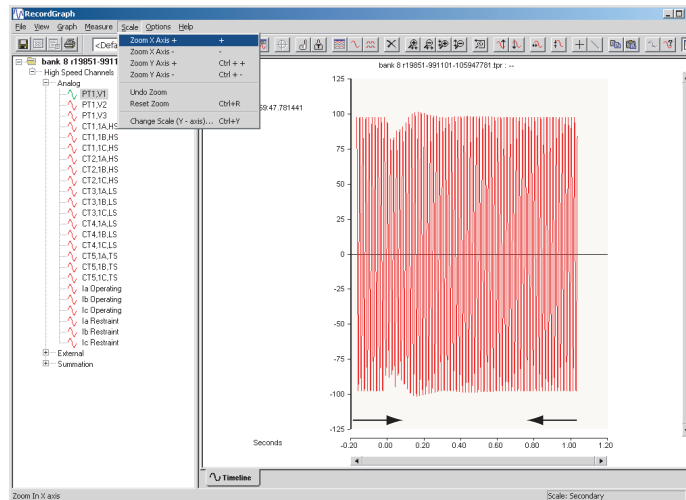 RecordGraph
File View Graph Measure Scale Options Help
<Defa
Zoom X Axis + +
Zoom X Axis - -
Zoom Y Axis + Ctrl + +
Zoom Y Axis - Ctrl + -
Undo Zoom
Reset Zoom Ctrl+R
Change Scale (Y - axis)... Ctrl+Y
bank 8 r19851-9911
High Speed Channels
Analog
PT1,V1
PT1,V2
PT1,V3
CT1,1A,HS
CT1,1B,HS
CT1,1C,HS
CT2,1A,HS
CT2,1B,HS
CT2,1C,HS
CT3,1A,LS
CT3,1B,LS
CT3,1C,LS
CT4,1A,LS
CT4,1B,LS
CT4,1C,LS
CT5,1A,TS
CT5,1B,TS
CT5,1C,TS
Ia Operating
Ib Operating
Ic Operating
Ia Restraint
Ib Restraint
Ic Restraint
External
Summation
bank 8 r19851-991101-105947781.tpr : --
59:47.781441
125
100
75
50
25
0
-25
-50
-75
-100
-125
Seconds
-0.20 0.00 0.20 0.40 0.60 0.80 1.00 1.20
Timeline
Zoom In X axis
Scale: Secondary